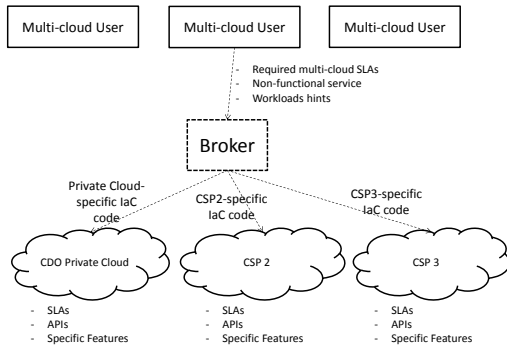 Multi-cloud User
Multi-cloud User
Multi-cloud User
- Required multi-cloud SLAs
- Non-functional service
- Workloads hints
Broker
Private Cloud-
specific IaC
code
CSP2-specific
IaC code
CSP3-specific
IaC code
CDO Private Cloud
CSP 2
CSP 3
- SLAs
- APIs
- Specific Features
- SLAs
- APIs
- Specific Features
- SLAs
- APIs
- Specific Features